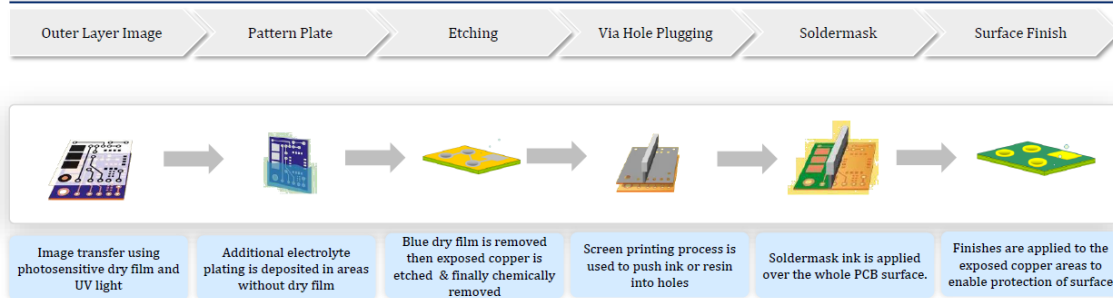 Outer Layer Image
Pattern Plate
Etching
Via Hole Plugging
Soldermask
Surface Finish
Image transfer using
photosensitive dry film and
UV light
Additional electrolyte
plating is deposited in areas
without dry film
Blue dry film is removed
then exposed copper is
etched & finally chemically
removed
Screen printing process is
used to push ink or resin
into holes
Soldermask ink is applied
over the whole PCB surface.
Finishes are applied to the
exposed copper areas to
enable protection of surface